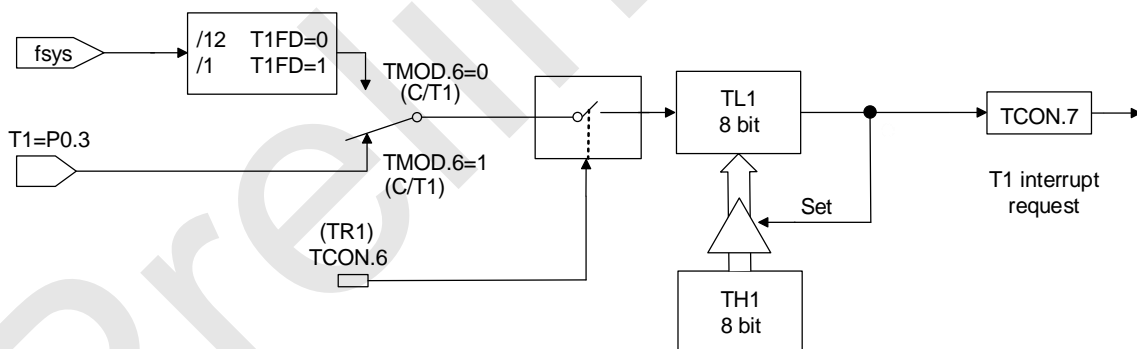 fsys
/12 T1FD=0
/1 T1FD=1
TMOD.6=0
(C/T1)
T1=P0.3
TMOD.6=1
(C/T1)
(TR1)
TCON.6
TL1
8 bit
TCON.7
T1 interrupt
request
Set
TH1
8 bit